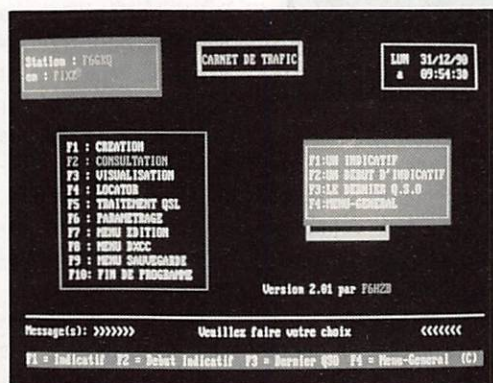 Station : F6GXQ
en :
CARNET DE TRAFIC
LUN 31/12/90
a 09:54:30
F1 : CREATION
F2 : CONSULTATION
F3 : VISUALISATION
F4 : LOCATOR
F5 : TRAITEMENT QSL
F6 : PARAMETRAGE
F7 : MENU EDITION
F8 : MENU DXCC
F9 : MENU SAUVEGARDE
F10: FIN DE PROGRAMME
F1:UN INDICATIF
F2:UN DEBUT D'INDICATIF
F3:LE DERNIER Q.S.O
F4:MENU-GENERAL
Version 2.01 par F6HZB
Message(s): >>>>>>> Veuillez faire votre choix <<<<<<<
F1 = Indicatif F2 = Debut Indicatif F3 = Dernier QSO F4 = Menu-General (C)